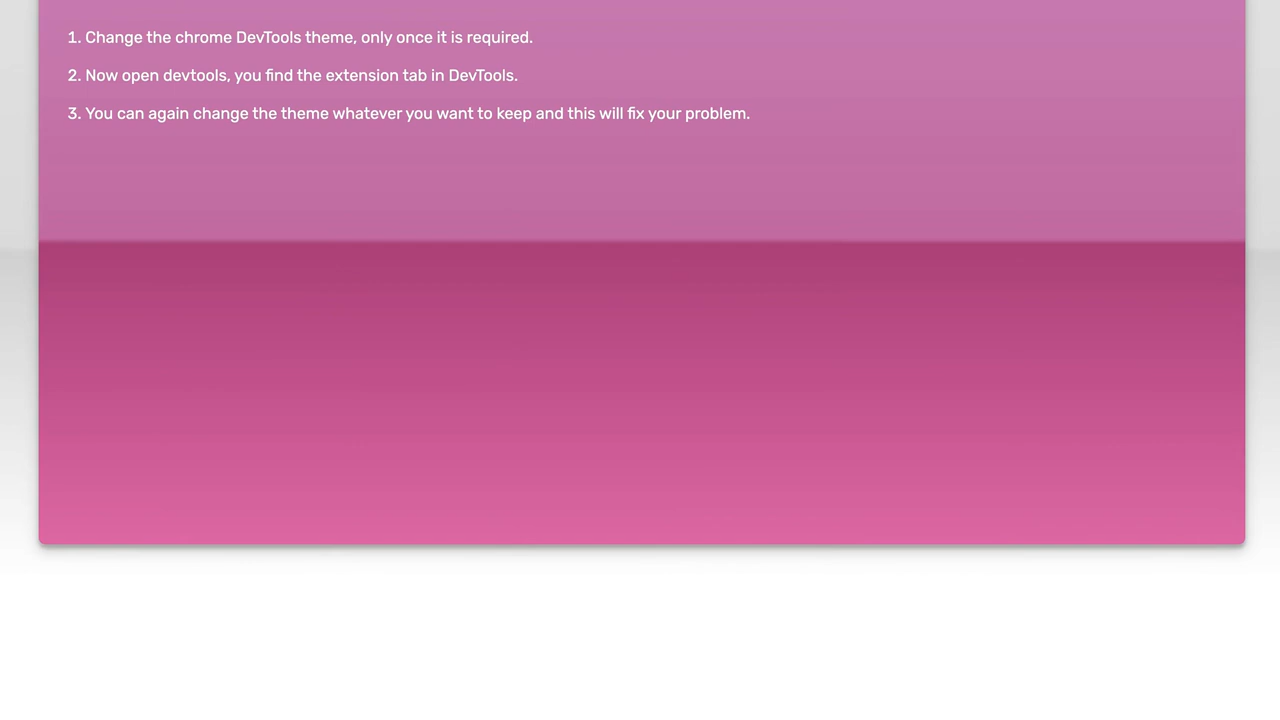 1. Change the chrome DevTools theme, only once it is required.
2. Now open devtools, you find the extension tab in DevTools.
3. You can again change the theme whatever you want to keep and this will fix your problem.